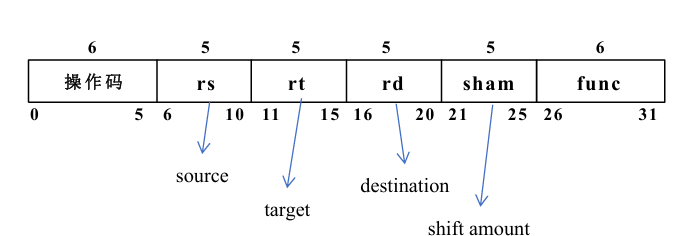 6 5 5 5 5 6
操作码 rs rt rd sham func
0 5 6 10 11 15 16 20 21 25 26 31
source
target
destination
shift amount